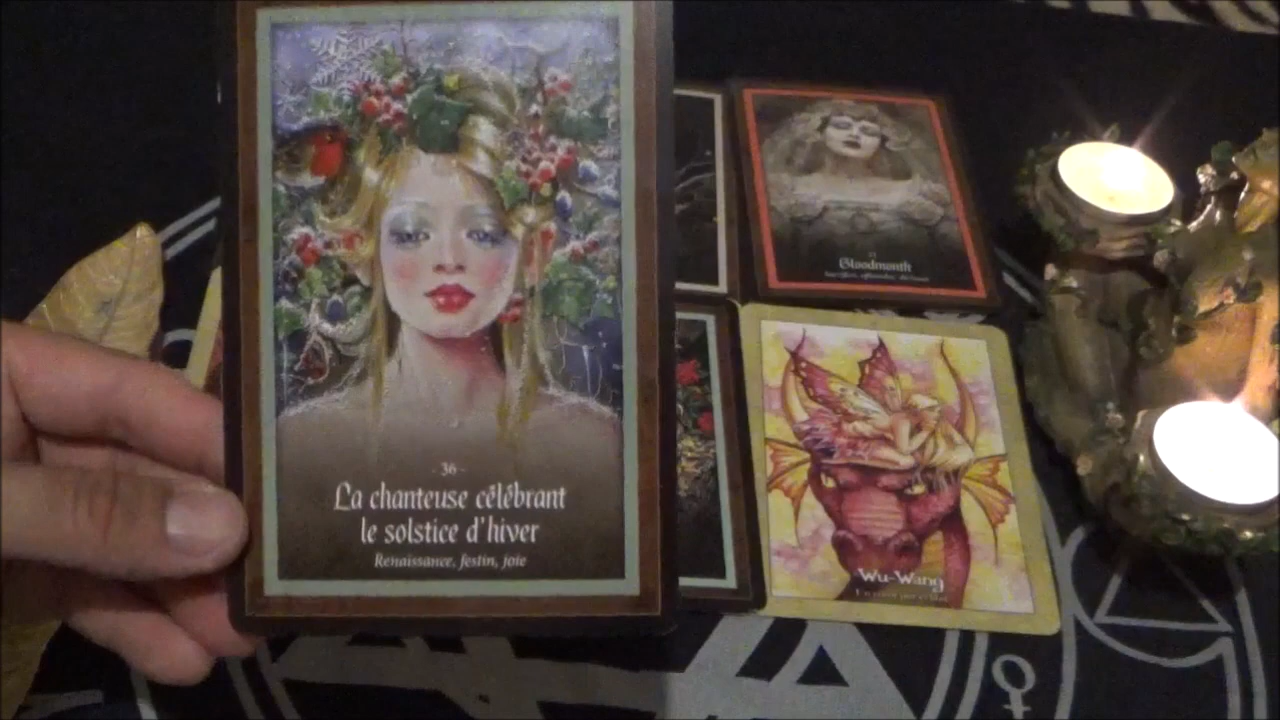 - 36 -
La chanteuse célébrant
le solstice d'hiver
Renaissance, festin, joie
Bloodmonth
Wu-Wang